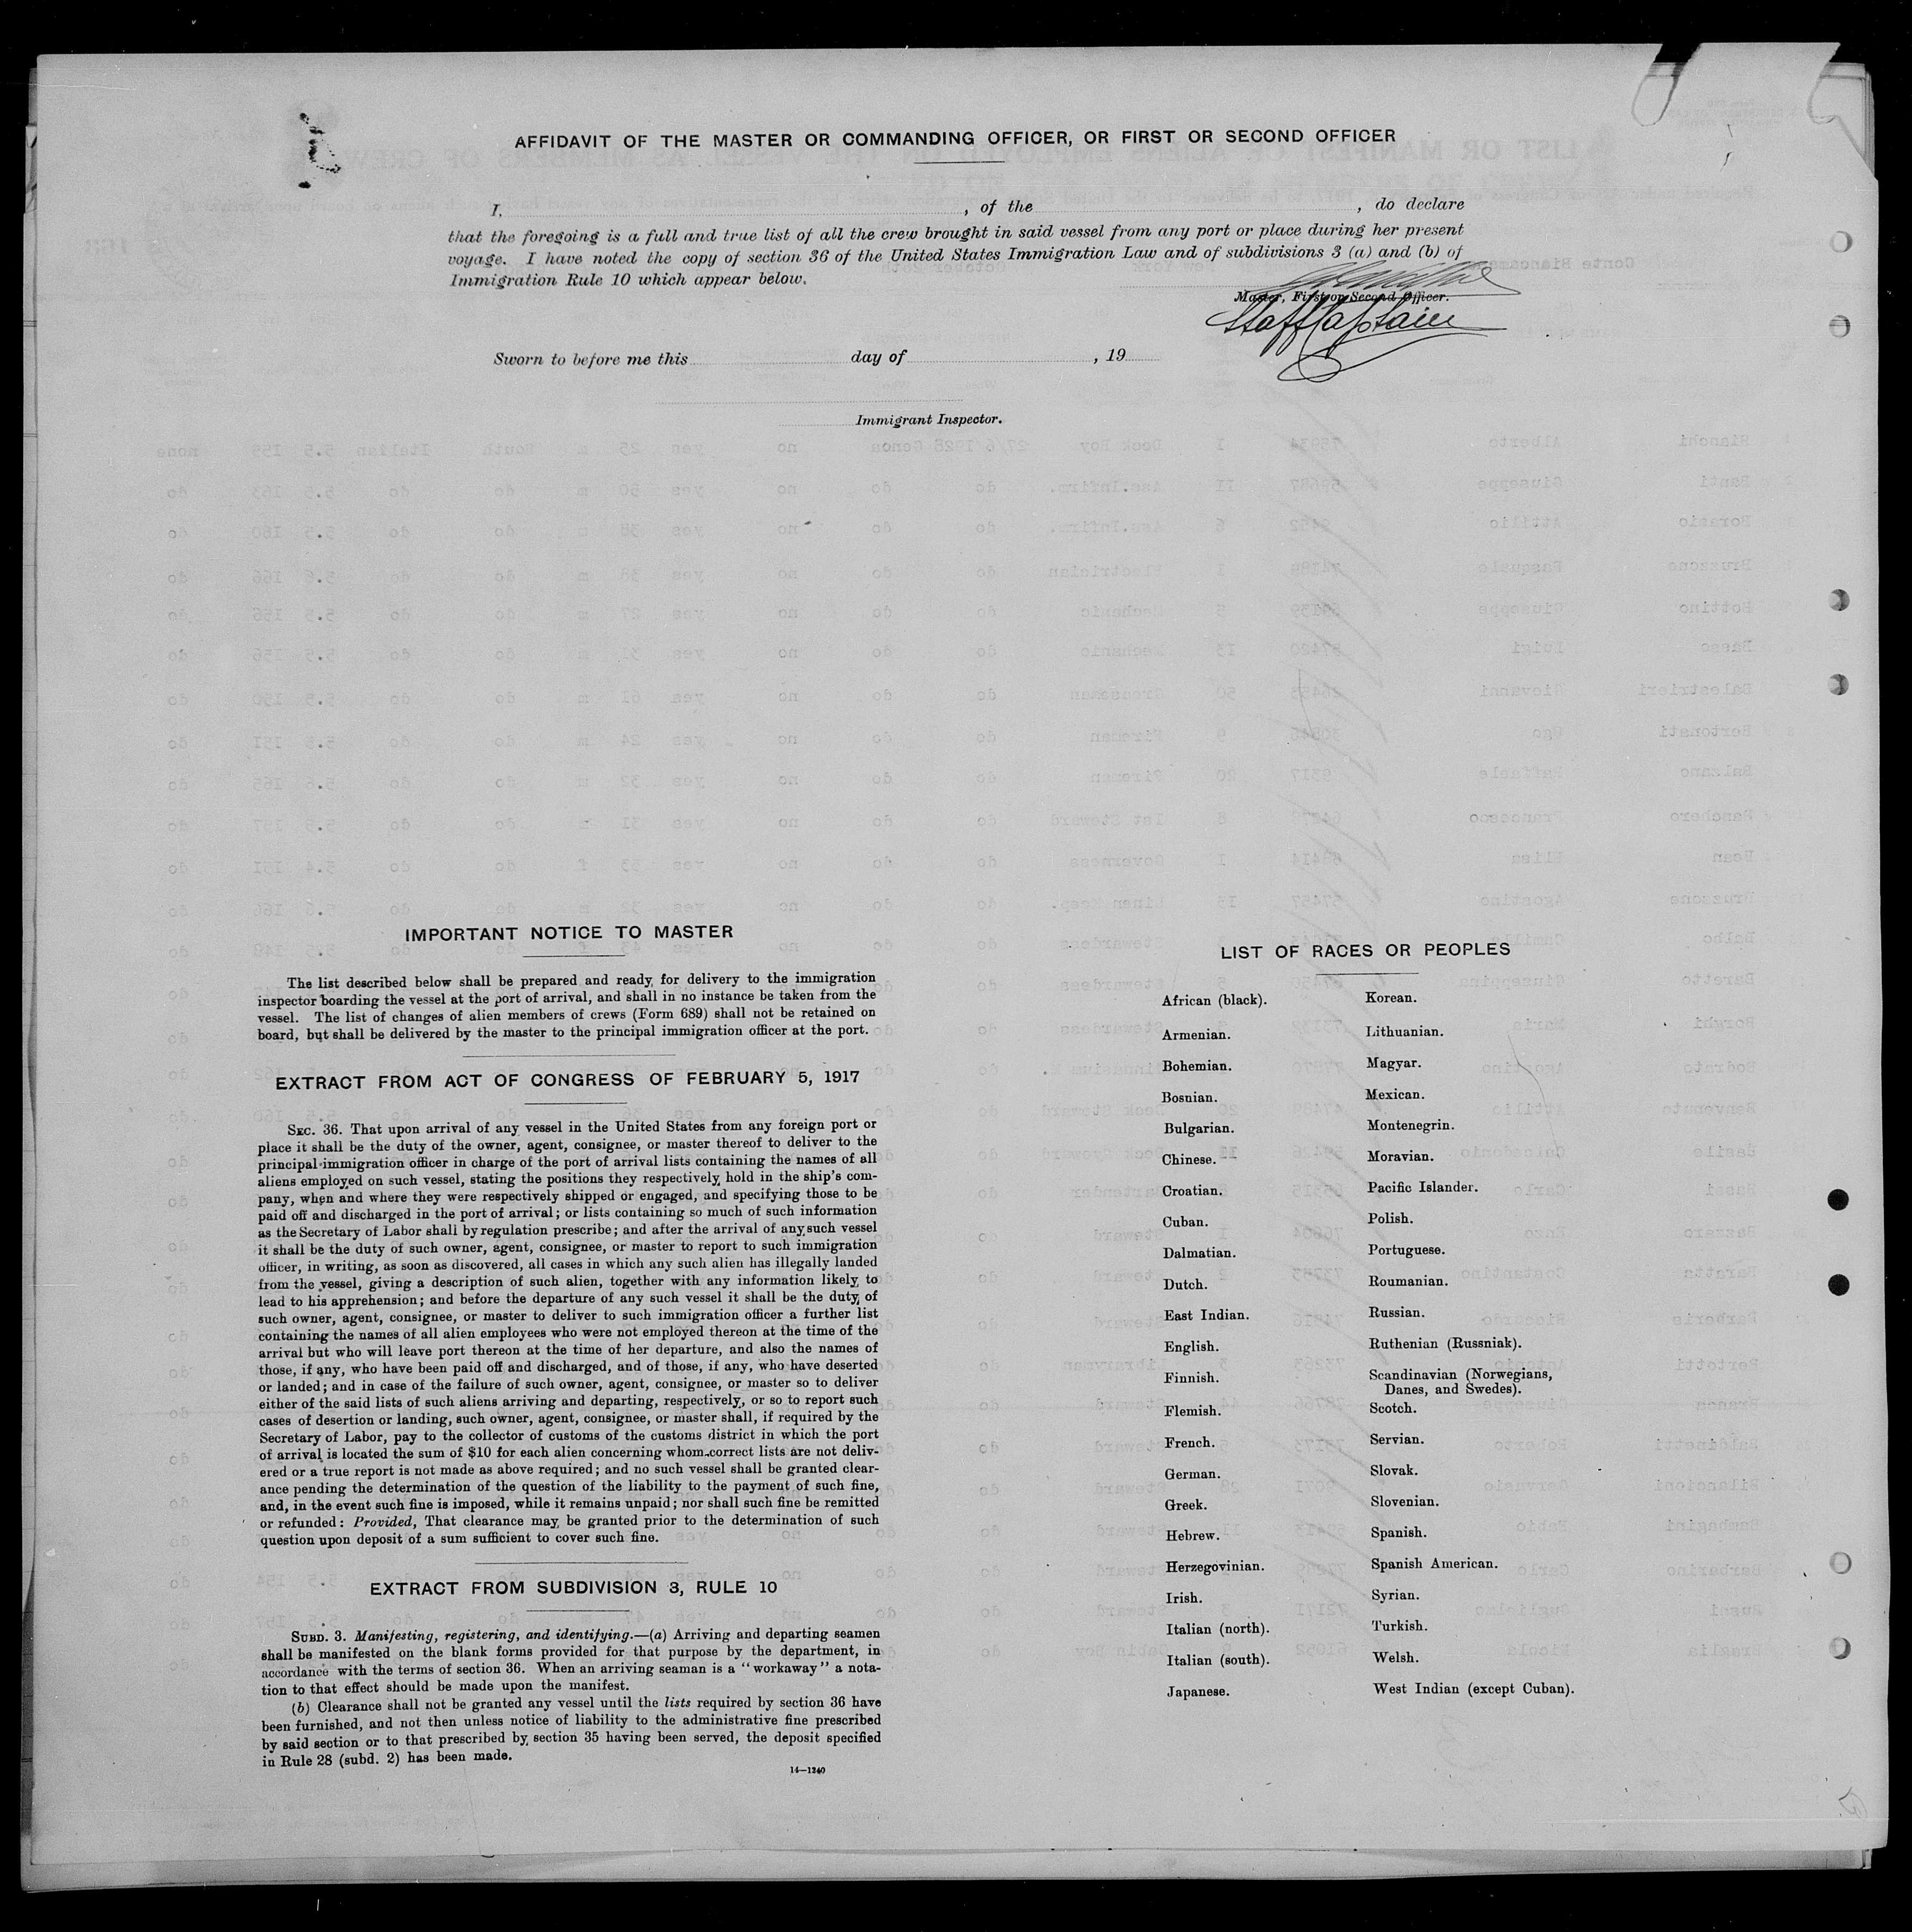 AFFIDAVIT OF THE MASTER OR COMMANDING OFFICER, OR FIRST OR SECOND OFFICER
I, , of the , do declare
that the foregoing is a full and true list of all the crew brought in said vessel from any port or place during her present
voyage. I have noted the copy of section 36 of the United States Immigration Law and of subdivisions 3 (a) and (b) of
Immigration Rule 10 which appear below.
Master, First or Second Officer.
Staff Captain
Sworn to before me this day of , 19
Immigrant Inspector.
IMPORTANT NOTICE TO MASTER
The list described below shall be prepared and ready for delivery to the immigration
inspector boarding the vessel at the port of arrival, and shall in no instance be taken from the
vessel. The list of changes of alien members of crews (Form 689) shall not be retained on
board, but shall be delivered by the master to the principal immigration officer at the port.
EXTRACT FROM ACT OF CONGRESS OF FEBRUARY 5, 1917
SEC. 36. That upon arrival of any vessel in the United States from any foreign port or
place it shall be the duty of the owner, agent, consignee, or master thereof to deliver to the
principal immigration officer in charge of the port of arrival lists containing the names of all
aliens employed on such vessel, stating the positions they respectively hold in the ship's com-
pany, when and where they were respectively shipped or engaged, and specifying those to be
paid off and discharged in the port of arrival; or lists containing so much of such information
as the Secretary of Labor shall by regulation prescribe; and after the arrival of any such vessel
it shall be the duty of such owner, agent, consignee, or master to report to such immigration
officer, in writing, as soon as discovered, all cases in which any such alien has illegally landed
from the vessel, giving a description of such alien, together with any information likely to
lead to his apprehension; and before the departure of any such vessel it shall be the duty of
such owner, agent, consignee, or master to deliver to such immigration officer a further list
containing the names of all alien employees who were not employed thereon at the time of the
arrival but who will leave port thereon at the time of her departure, and also the names of
those, if any, who have been paid off and discharged, and of those, if any, who have deserted
or landed; and in case of the failure of such owner, agent, consignee, or master so to deliver
either of the said lists of such aliens arriving and departing, respectively, or so to report such
cases of desertion or landing, such owner, agent, consignee, or master shall, if required by the
Secretary of Labor, pay to the collector of customs of the customs district in which the port
of arrival is located the sum of $10 for each alien concerning whom correct lists are not deliv-
ered or a true report is not made as above required; and no such vessel shall be granted clear-
ance pending the determination of the question of the liability to the payment of such fine,
and, in the event such fine is imposed, while it remains unpaid; nor shall such fine be remitted
or refunded: Provided, That clearance may be granted prior to the determination of such
question upon deposit of a sum sufficient to cover such fine.
EXTRACT FROM SUBDIVISION 3, RULE 10
SUBD. 3. Manifesting, registering, and identifying.—(a) Arriving and departing seamen
shall be manifested on the blank forms provided for that purpose by the department, in
accordance with the terms of section 36. When an arriving seaman is a "workaway" a nota-
tion to that effect should be made upon the manifest.
(b) Clearance shall not be granted any vessel until the lists required by section 36 have
been furnished, and not then unless notice of liability to the administrative fine prescribed
by said section or to that prescribed by section 35 having been served, the deposit specified
in Rule 28 (subd. 2) has been made.
14—1240
LIST OF RACES OR PEOPLES
African (black).
Armenian.
Bohemian.
Bosnian.
Bulgarian.
Chinese.
Croatian.
Cuban.
Dalmatian.
Dutch.
East Indian.
English.
Finnish.
Flemish.
French.
German.
Greek.
Hebrew.
Herzegovinian.
Irish.
Italian (north).
Italian (south).
Japanese.
Korean.
Lithuanian.
Magyar.
Mexican.
Montenegrin.
Moravian.
Pacific Islander.
Polish.
Portuguese.
Roumanian.
Russian.
Ruthenian (Russniak).
Scandinavian (Norwegians,
Danes, and Swedes).
Scotch.
Servian.
Slovak.
Slovenian.
Spanish.
Spanish American.
Syrian.
Turkish.
Welsh.
West Indian (except Cuban).